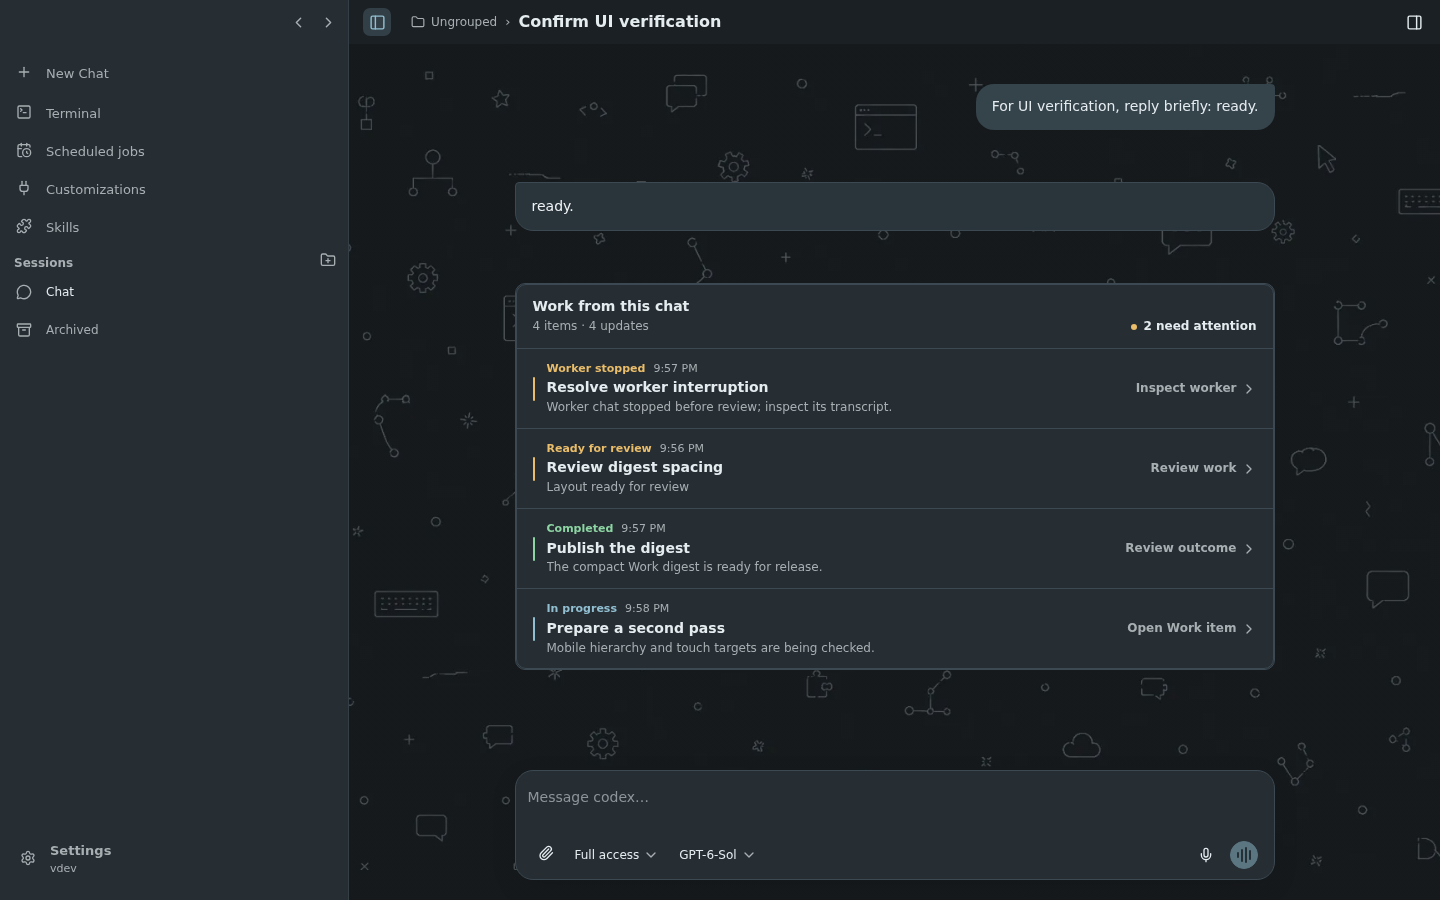 Ungrouped › Confirm UI verification
New Chat
Terminal
Scheduled jobs
Customizations
Skills
Sessions
Chat
Archived
Settings
vdev
For UI verification, reply briefly: ready.
ready.
Work from this chat
4 items · 4 updates
2 need attention
Worker stopped 9:57 PM
Resolve worker interruption
Worker chat stopped before review; inspect its transcript.
Inspect worker
Ready for review 9:56 PM
Review digest spacing
Layout ready for review
Review work
Completed 9:57 PM
Publish the digest
The compact Work digest is ready for release.
Review outcome
In progress 9:58 PM
Prepare a second pass
Mobile hierarchy and touch targets are being checked.
Open Work item
Message codex...
Full access
GPT-6-Sol